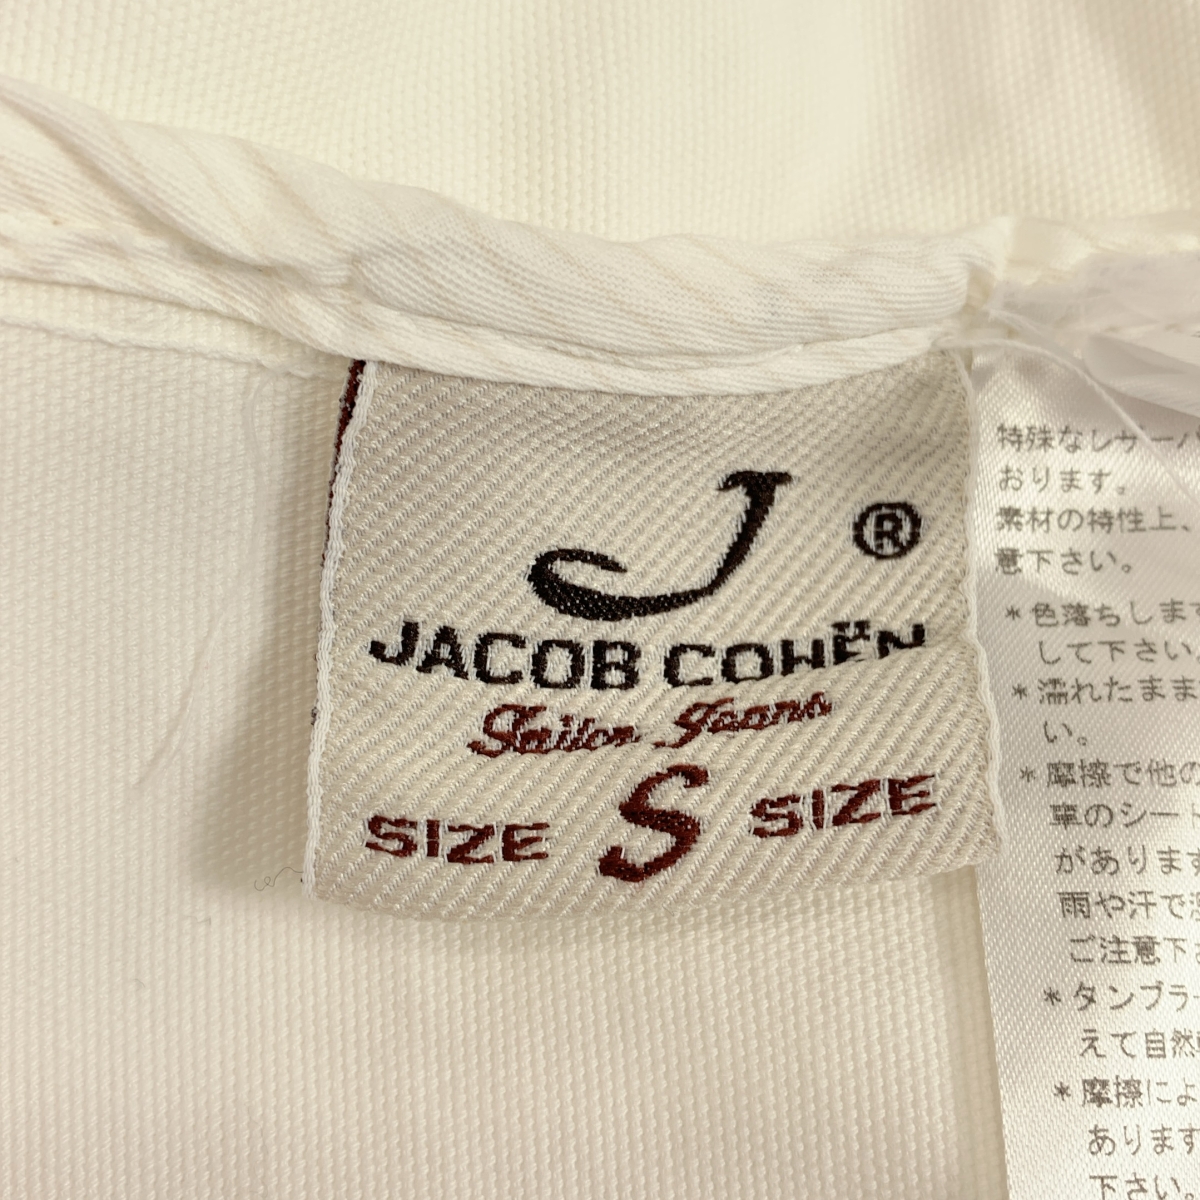 J ®
JACOB COHËN
Tailor Jeans
SIZE S SIZE
特殊なレザーパ
おります。
素材の特性上、
意下さい。
*色落ちします
して下さい。
*濡れたまま
い。
*摩擦で他の
車のシート
があります
雨や汗で濡
ご注意下さ
*タンブラ
えて自然乾
*摩擦によ
あります
下さい。